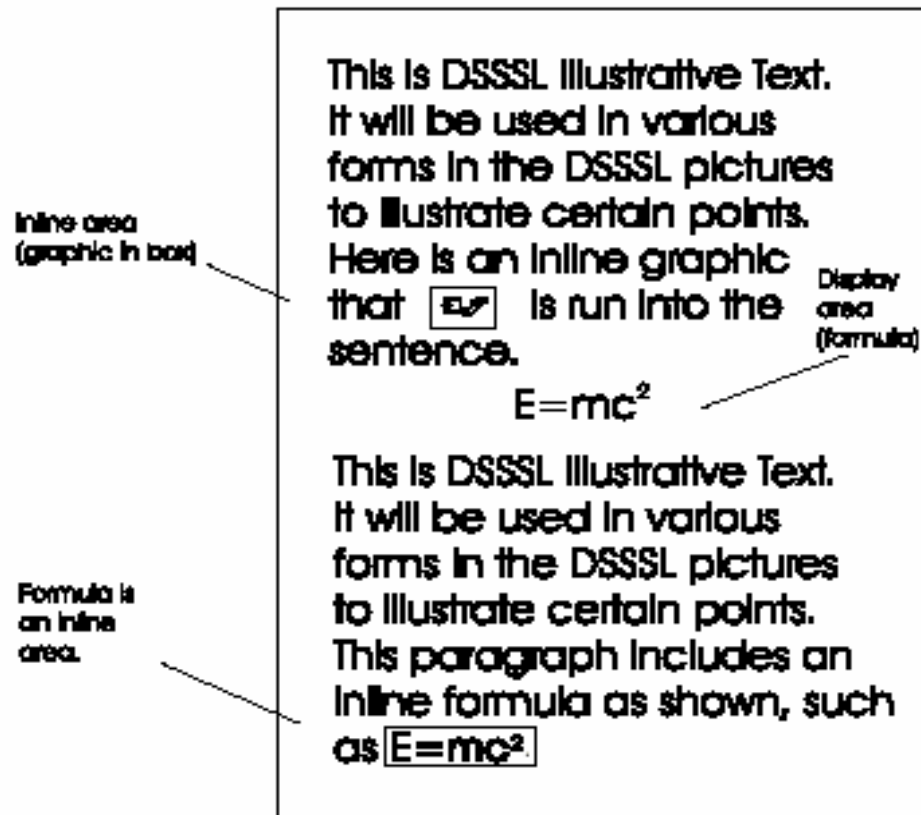 This is DSSSL Illustrative Text.
It will be used in various
forms in the DSSSL pictures
to illustrate certain points.
Here is an inline graphic
that is run into the
sentence.
E=mc²
This is DSSSL Illustrative Text.
It will be used in various
forms in the DSSSL pictures
to illustrate certain points.
This paragraph includes an
inline formula as shown, such
as E=mc².
Inline area
(graphic in box)
Display
area
(formula)
Formula is
an inline
area.